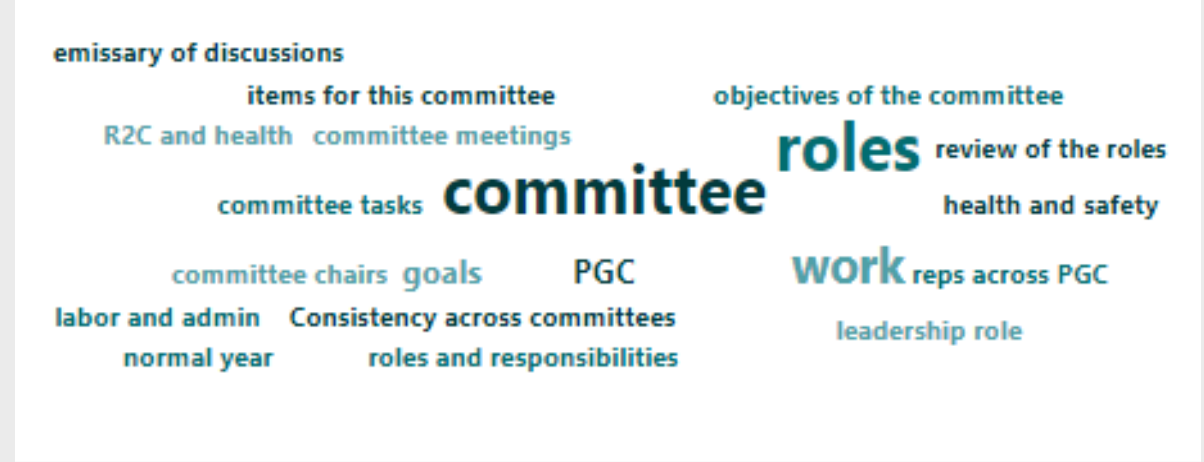 emissary of discussions
items for this committee
objectives of the committee
R2C and health
committee meetings
roles
review of the roles
committee tasks
committee
health and safety
committee chairs
goals
PGC
work
reps across PGC
labor and admin
Consistency across committees
leadership role
normal year
roles and responsibilities